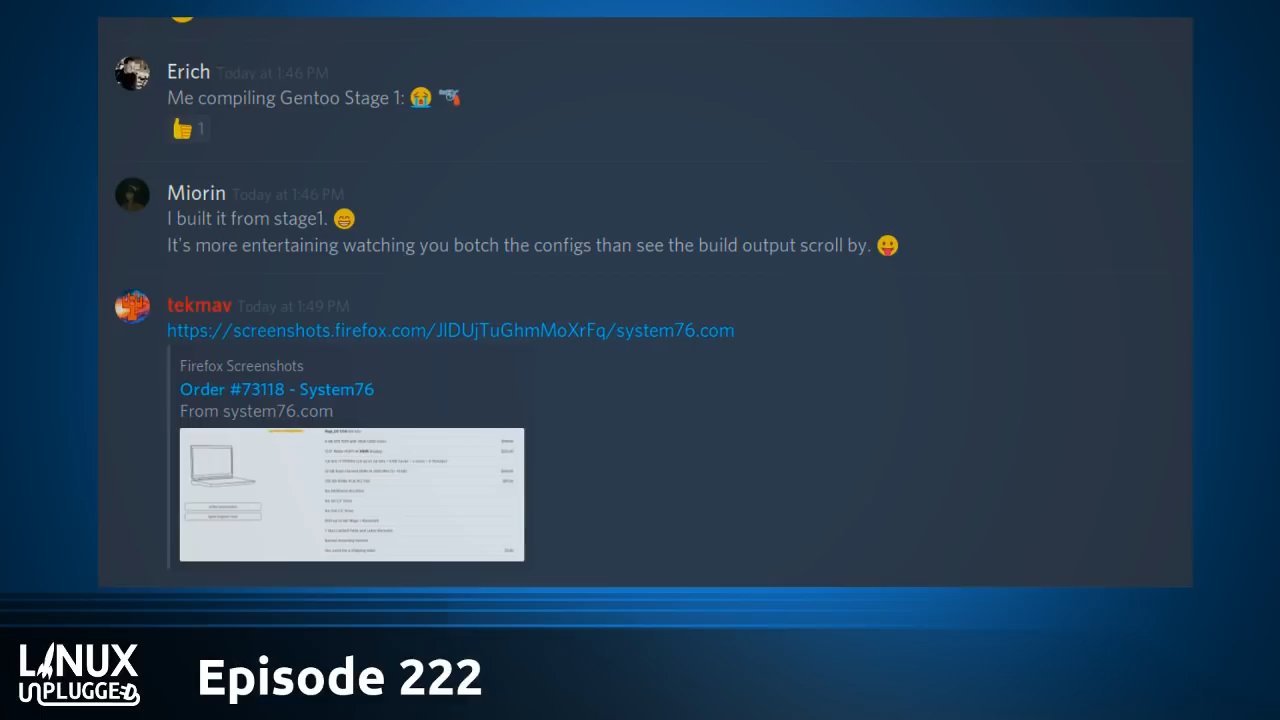 Erich Today at 1:46 PM
Me compiling Gentoo Stage 1: 😭 🔫
👍 1
Miorin Today at 1:46 PM
I built it from stage1. 😄
It's more entertaining watching you botch the configs than see the build output scroll by. 😛
tekmav Today at 1:49 PM
https://screenshots.firefox.com/JlDUjTuGhmMoXrFq/system76.com
Firefox Screenshots
Order #73118 - System76
From system76.com
LINUX
UNPLUGGED
Episode 222